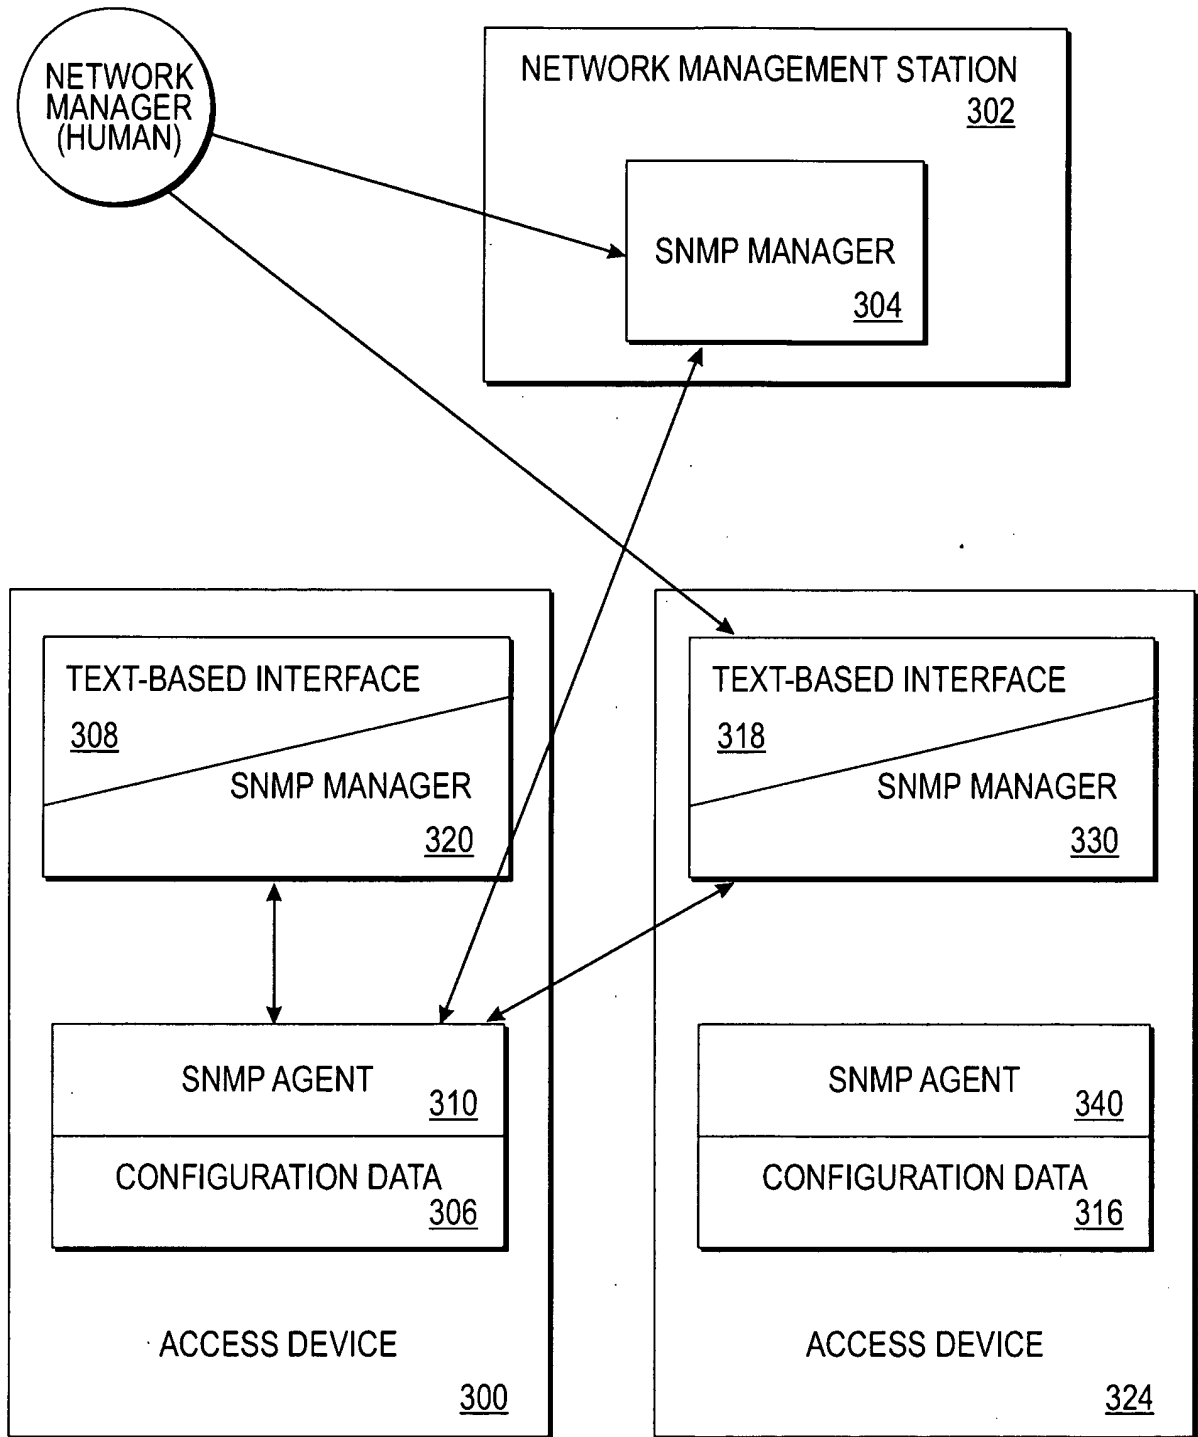 NETWORK
MANAGER
(HUMAN)
NETWORK MANAGEMENT STATION
302
SNMP MANAGER
304
TEXT-BASED INTERFACE
308
SNMP MANAGER
320
SNMP AGENT
310
CONFIGURATION DATA
306
ACCESS DEVICE
300
TEXT-BASED INTERFACE
318
SNMP MANAGER
330
SNMP AGENT
340
CONFIGURATION DATA
316
ACCESS DEVICE
324